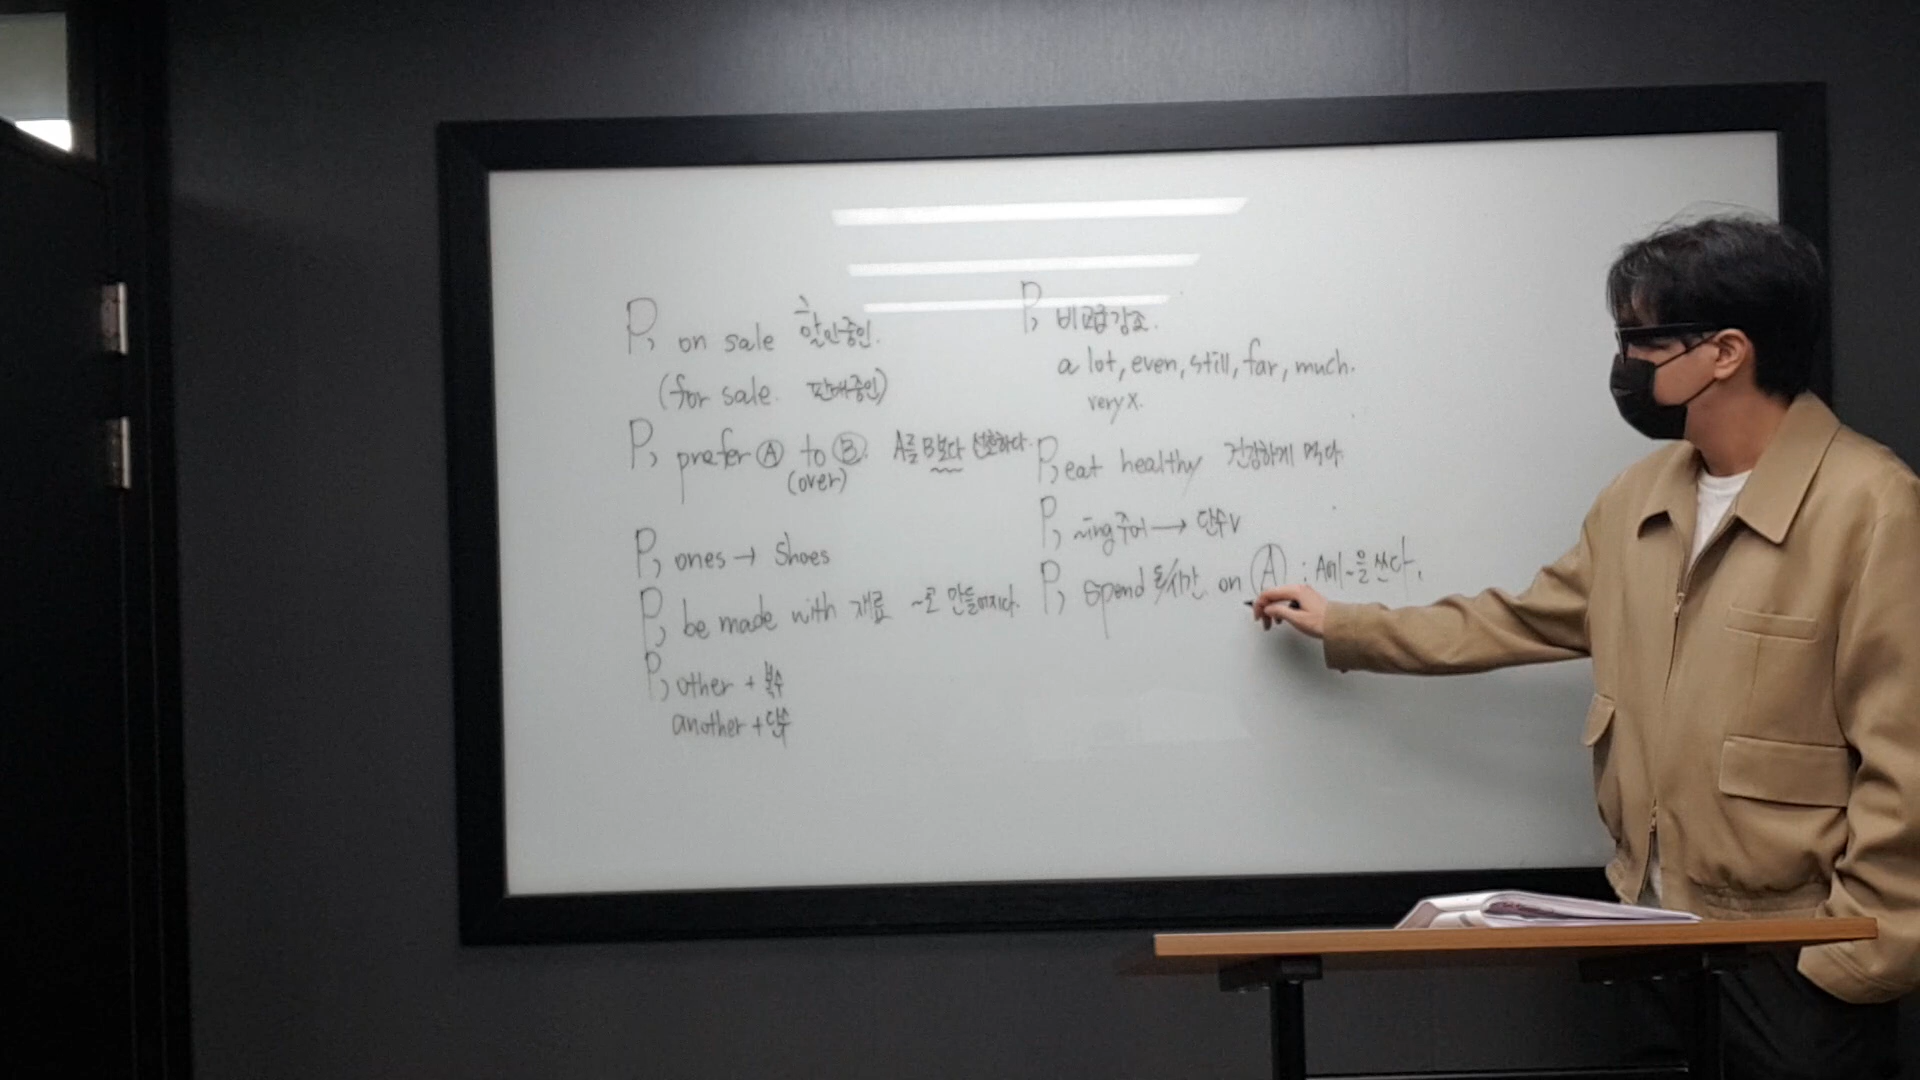 P, on sale 할인중인.
(for sale. 판매중인)
P, prefer Ⓐ to Ⓑ. A를 B보다 선호하다.
(over)
P, ones → Shoes
P, be made with 재료 ~로 만들어지다.
P, other + 복수
another + 단수
P, 비교급강조.
a lot, even, still, far, much.
very X.
P, eat healthy 건강하게 먹다.
P, ~ing주어 → 단수V
P, spend 돈/시간 on Ⓐ : A에 ~을 쓴다.